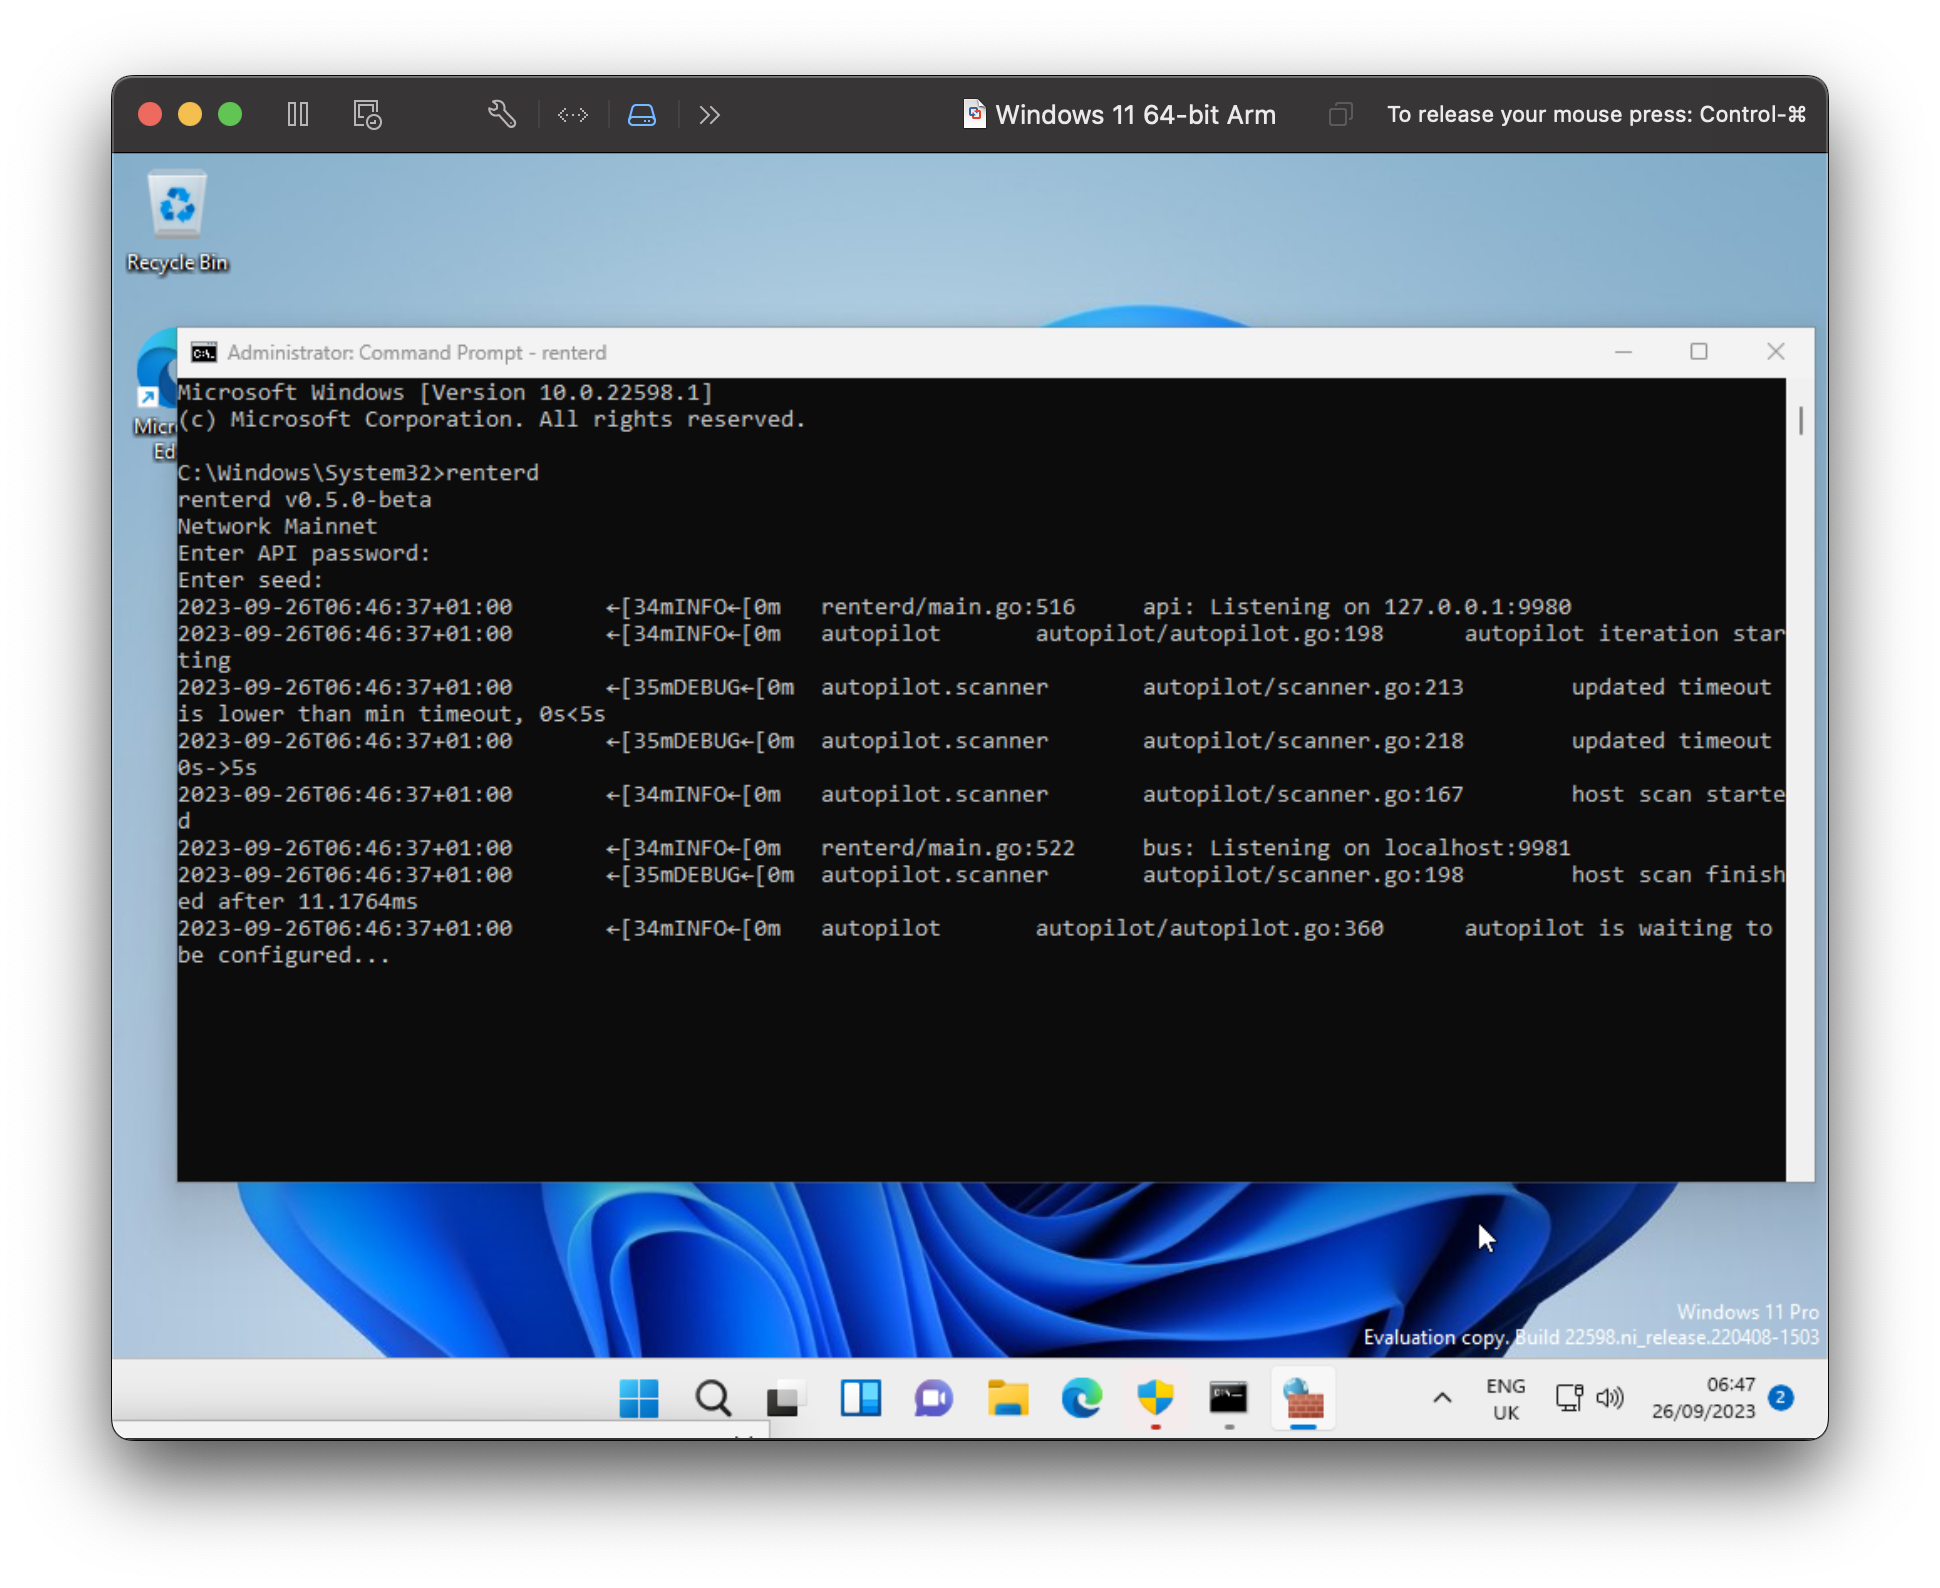 Windows 11 64-bit Arm
To release your mouse press: Control-⌘
Recycle Bin
Micr
Ed
Administrator: Command Prompt - renterd
Microsoft Windows [Version 10.0.22598.1]
(c) Microsoft Corporation. All rights reserved.
C:\Windows\System32>renterd
renterd v0.5.0-beta
Network Mainnet
Enter API password:
Enter seed:
2023-09-26T06:46:37+01:00 ←[34mINFO←[0m renterd/main.go:516 api: Listening on 127.0.0.1:9980
2023-09-26T06:46:37+01:00 ←[34mINFO←[0m autopilot autopilot/autopilot.go:198 autopilot iteration star
ting
2023-09-26T06:46:37+01:00 ←[35mDEBUG←[0m autopilot.scanner autopilot/scanner.go:213 updated timeout
is lower than min timeout, 0s<5s
2023-09-26T06:46:37+01:00 ←[35mDEBUG←[0m autopilot.scanner autopilot/scanner.go:218 updated timeout
0s->5s
2023-09-26T06:46:37+01:00 ←[34mINFO←[0m autopilot.scanner autopilot/scanner.go:167 host scan starte
d
2023-09-26T06:46:37+01:00 ←[34mINFO←[0m renterd/main.go:522 bus: Listening on localhost:9981
2023-09-26T06:46:37+01:00 ←[35mDEBUG←[0m autopilot.scanner autopilot/scanner.go:198 host scan finish
ed after 11.1764ms
2023-09-26T06:46:37+01:00 ←[34mINFO←[0m autopilot autopilot/autopilot.go:360 autopilot is waiting to
be configured...
Windows 11 Pro
Evaluation copy. Build 22598.ni_release.220408-1503
ENG
UK
06:47
26/09/2023
2